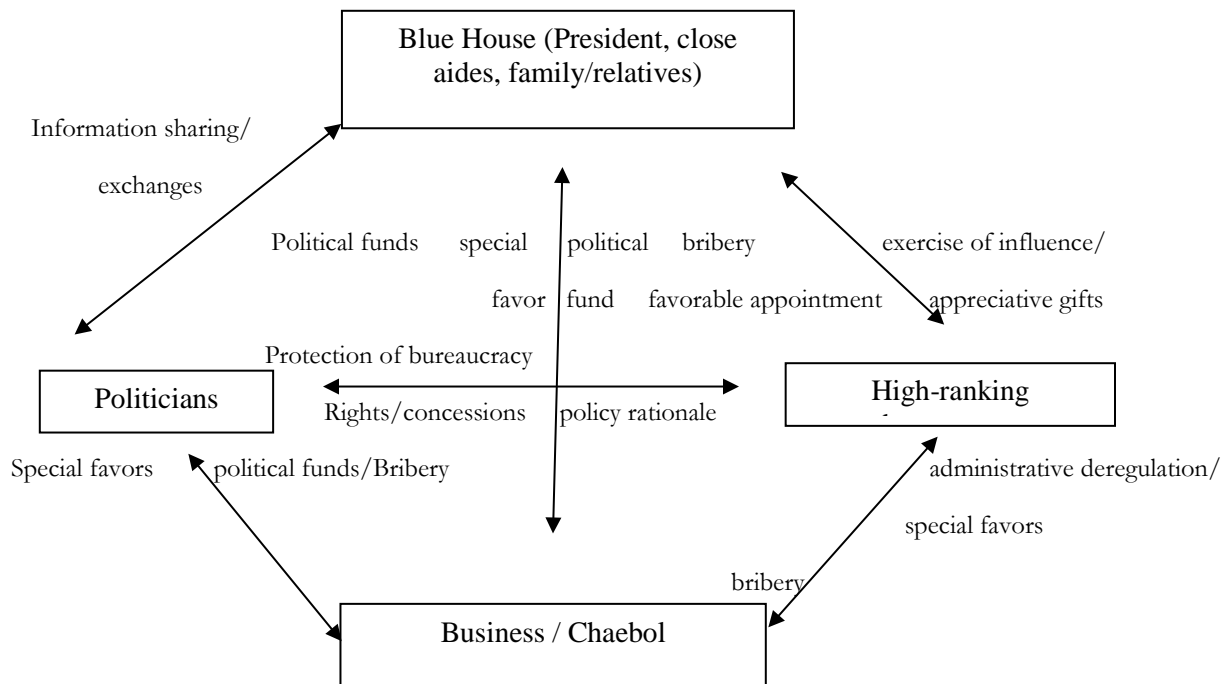 Blue House (President, close
aides, family/relatives)
Information sharing/
exchanges
Political funds special political bribery exercise of influence/
favor fund favorable appointment appreciative gifts
Protection of bureaucracy
Politicians
High-ranking
Rights/concessions policy rationale
Special favors political funds/Bribery administrative deregulation/
special favors
bribery
Business / Chaebol